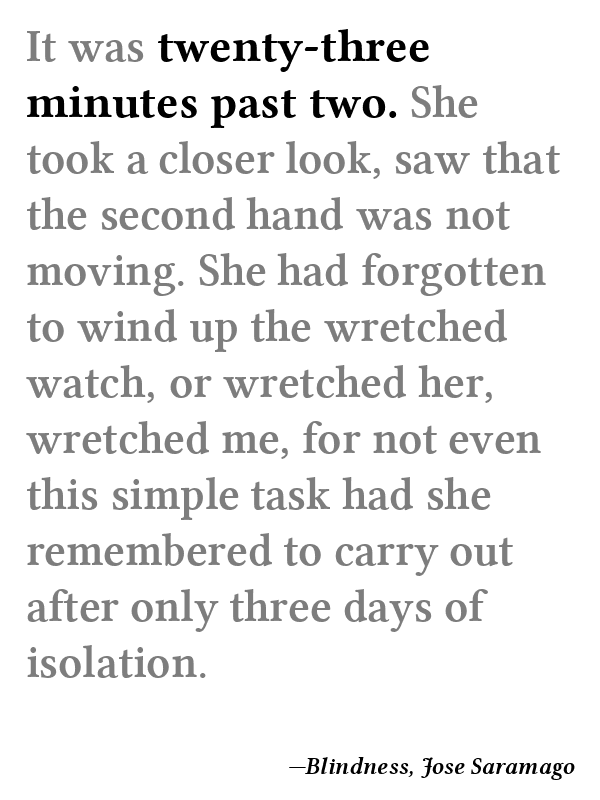 It was twenty-three
minutes past two. She
took a closer look, saw that
the second hand was not
moving. She had forgotten
to wind up the wretched
watch, or wretched her,
wretched me, for not even
this simple task had she
remembered to carry out
after only three days of
isolation.
—Blindness, Jose Saramago